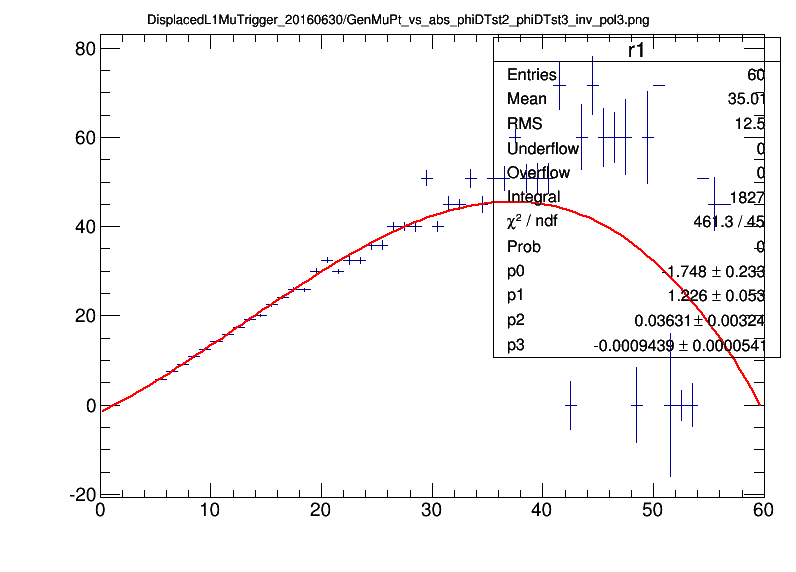 DisplacedL1MuTrigger_20160630/GenMuPt_vs_abs_phiDTst2_phiDTst3_inv_pol3.png
r1
Entries 60
Mean 35.01
RMS 12.5
Underflow 0
Overflow 0
Integral 1827
χ² / ndf 461.3 / 45
Prob 0
p0 -1.748 ± 0.233
p1 1.226 ± 0.053
p2 0.03631 ± 0.00324
p3 -0.0009439 ± 0.0000541
80
60
40
20
0
-20
0 10 20 30 40 50 60